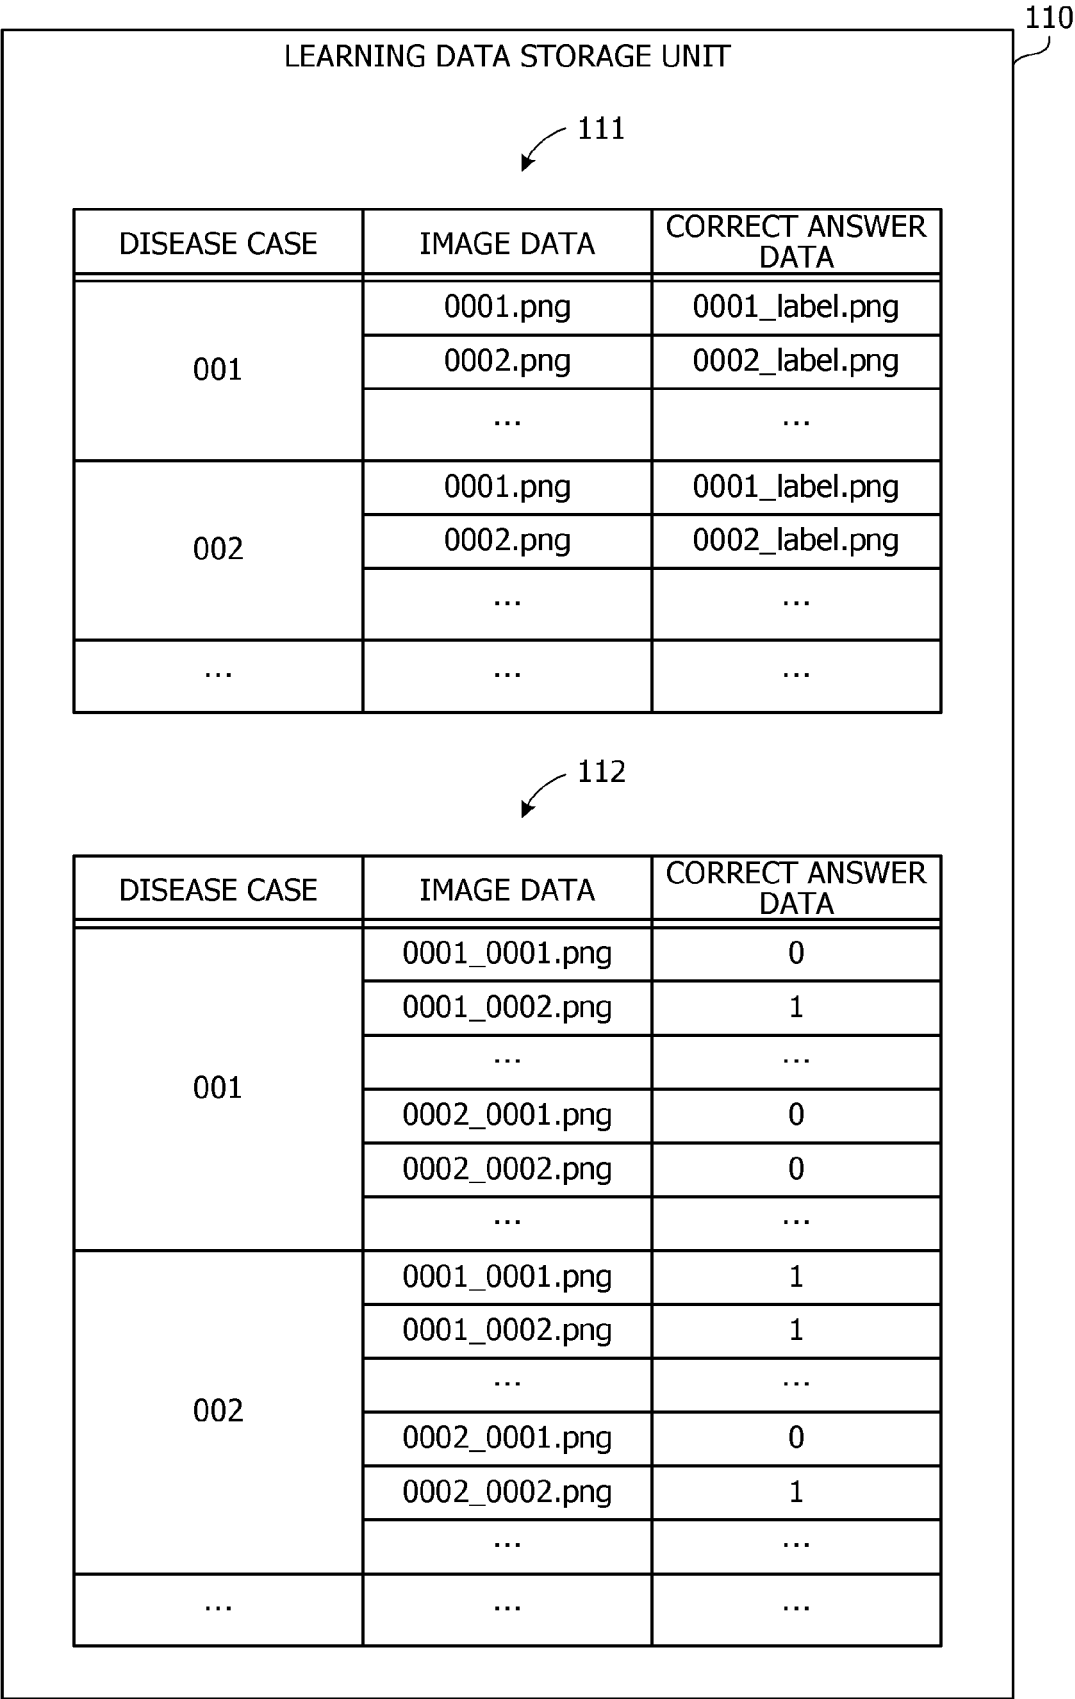 110
LEARNING DATA STORAGE UNIT
111
DISEASE CASE IMAGE DATA CORRECT ANSWER DATA
001
0001.png 0001_label.png
0002.png 0002_label.png
... ...
002
0001.png 0001_label.png
0002.png 0002_label.png
... ...
... ... ...
112
DISEASE CASE IMAGE DATA CORRECT ANSWER DATA
001
0001_0001.png 0
0001_0002.png 1
... ...
0002_0001.png 0
0002_0002.png 0
... ...
002
0001_0001.png 1
0001_0002.png 1
... ...
0002_0001.png 0
0002_0002.png 1
... ...
... ... ...